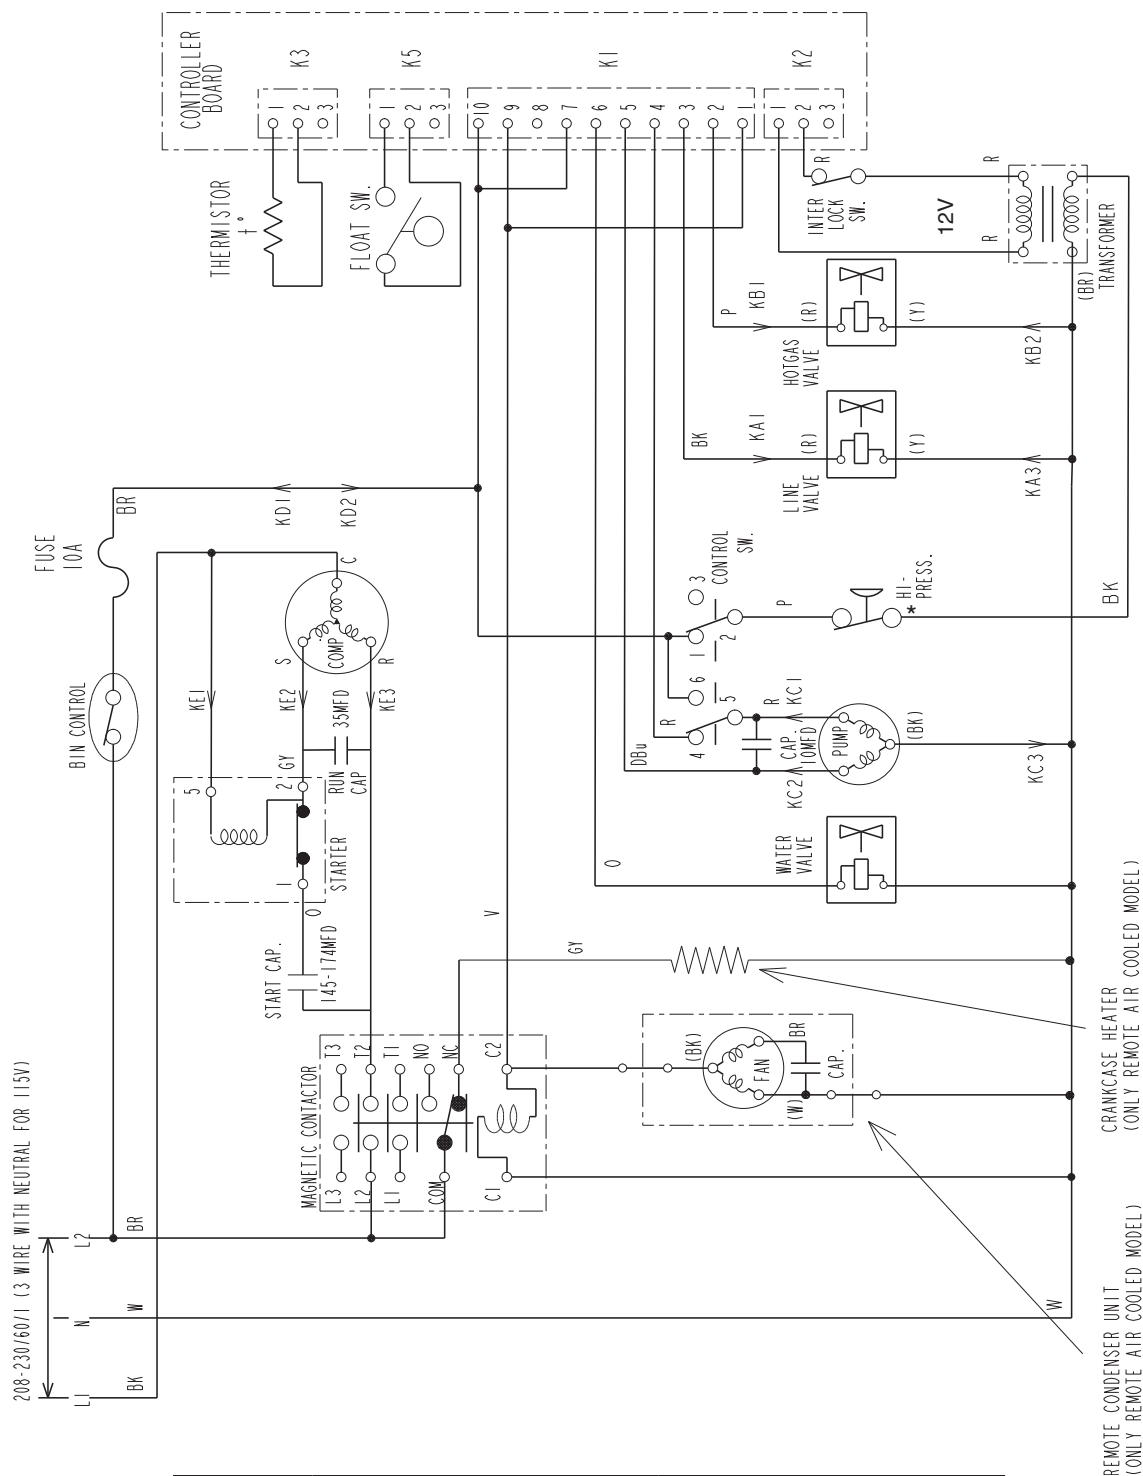 CONTROLLER
BOARD
K3
K5
K1
K2
1
2
3
1
2
3
10
9
8
7
6
5
4
3
2
1
1
2
3
THERMISTOR
t°
FLOAT SW.
INTER
LOCK
SW.
R
R
R
12V
TRANSFORMER
(BR)
P
KB1
(R)
(Y)
HOTGAS
VALVE
KB2
BK
KA1
(R)
(Y)
LINE
VALVE
KA3
FUSE
10A
BR
KD1
KD2
C
CONTROL
SW.
3
1
2
P
HI-
PRESS.
*
BK
BIN CONTROL
KE1
S
COMP
R
KE2
KE3
35MFD
GY
RUN
CAP
5
2
1
STARTER
O
6
5
4
R
DBu
R
KC1
CAP.
10MFD
PUMP
(BK)
KC2
KC3
O
WATER
VALVE
V
START CAP.
145-174MFD
GY
CRANKCASE HEATER
(ONLY REMOTE AIR COOLED MODEL)
MAGNETIC CONTACTOR
T3
T2
T1
NO
NC
C2
L3
L2
L1
COM
C1
(BK)
FAN
BR
CAP.
(W)
208-230/60/1 (3 WIRE WITH NEUTRAL FOR 115V)
L2
BR
N
W
L1
BK
W
REMOTE CONDENSER UNIT
(ONLY REMOTE AIR COOLED MODEL)